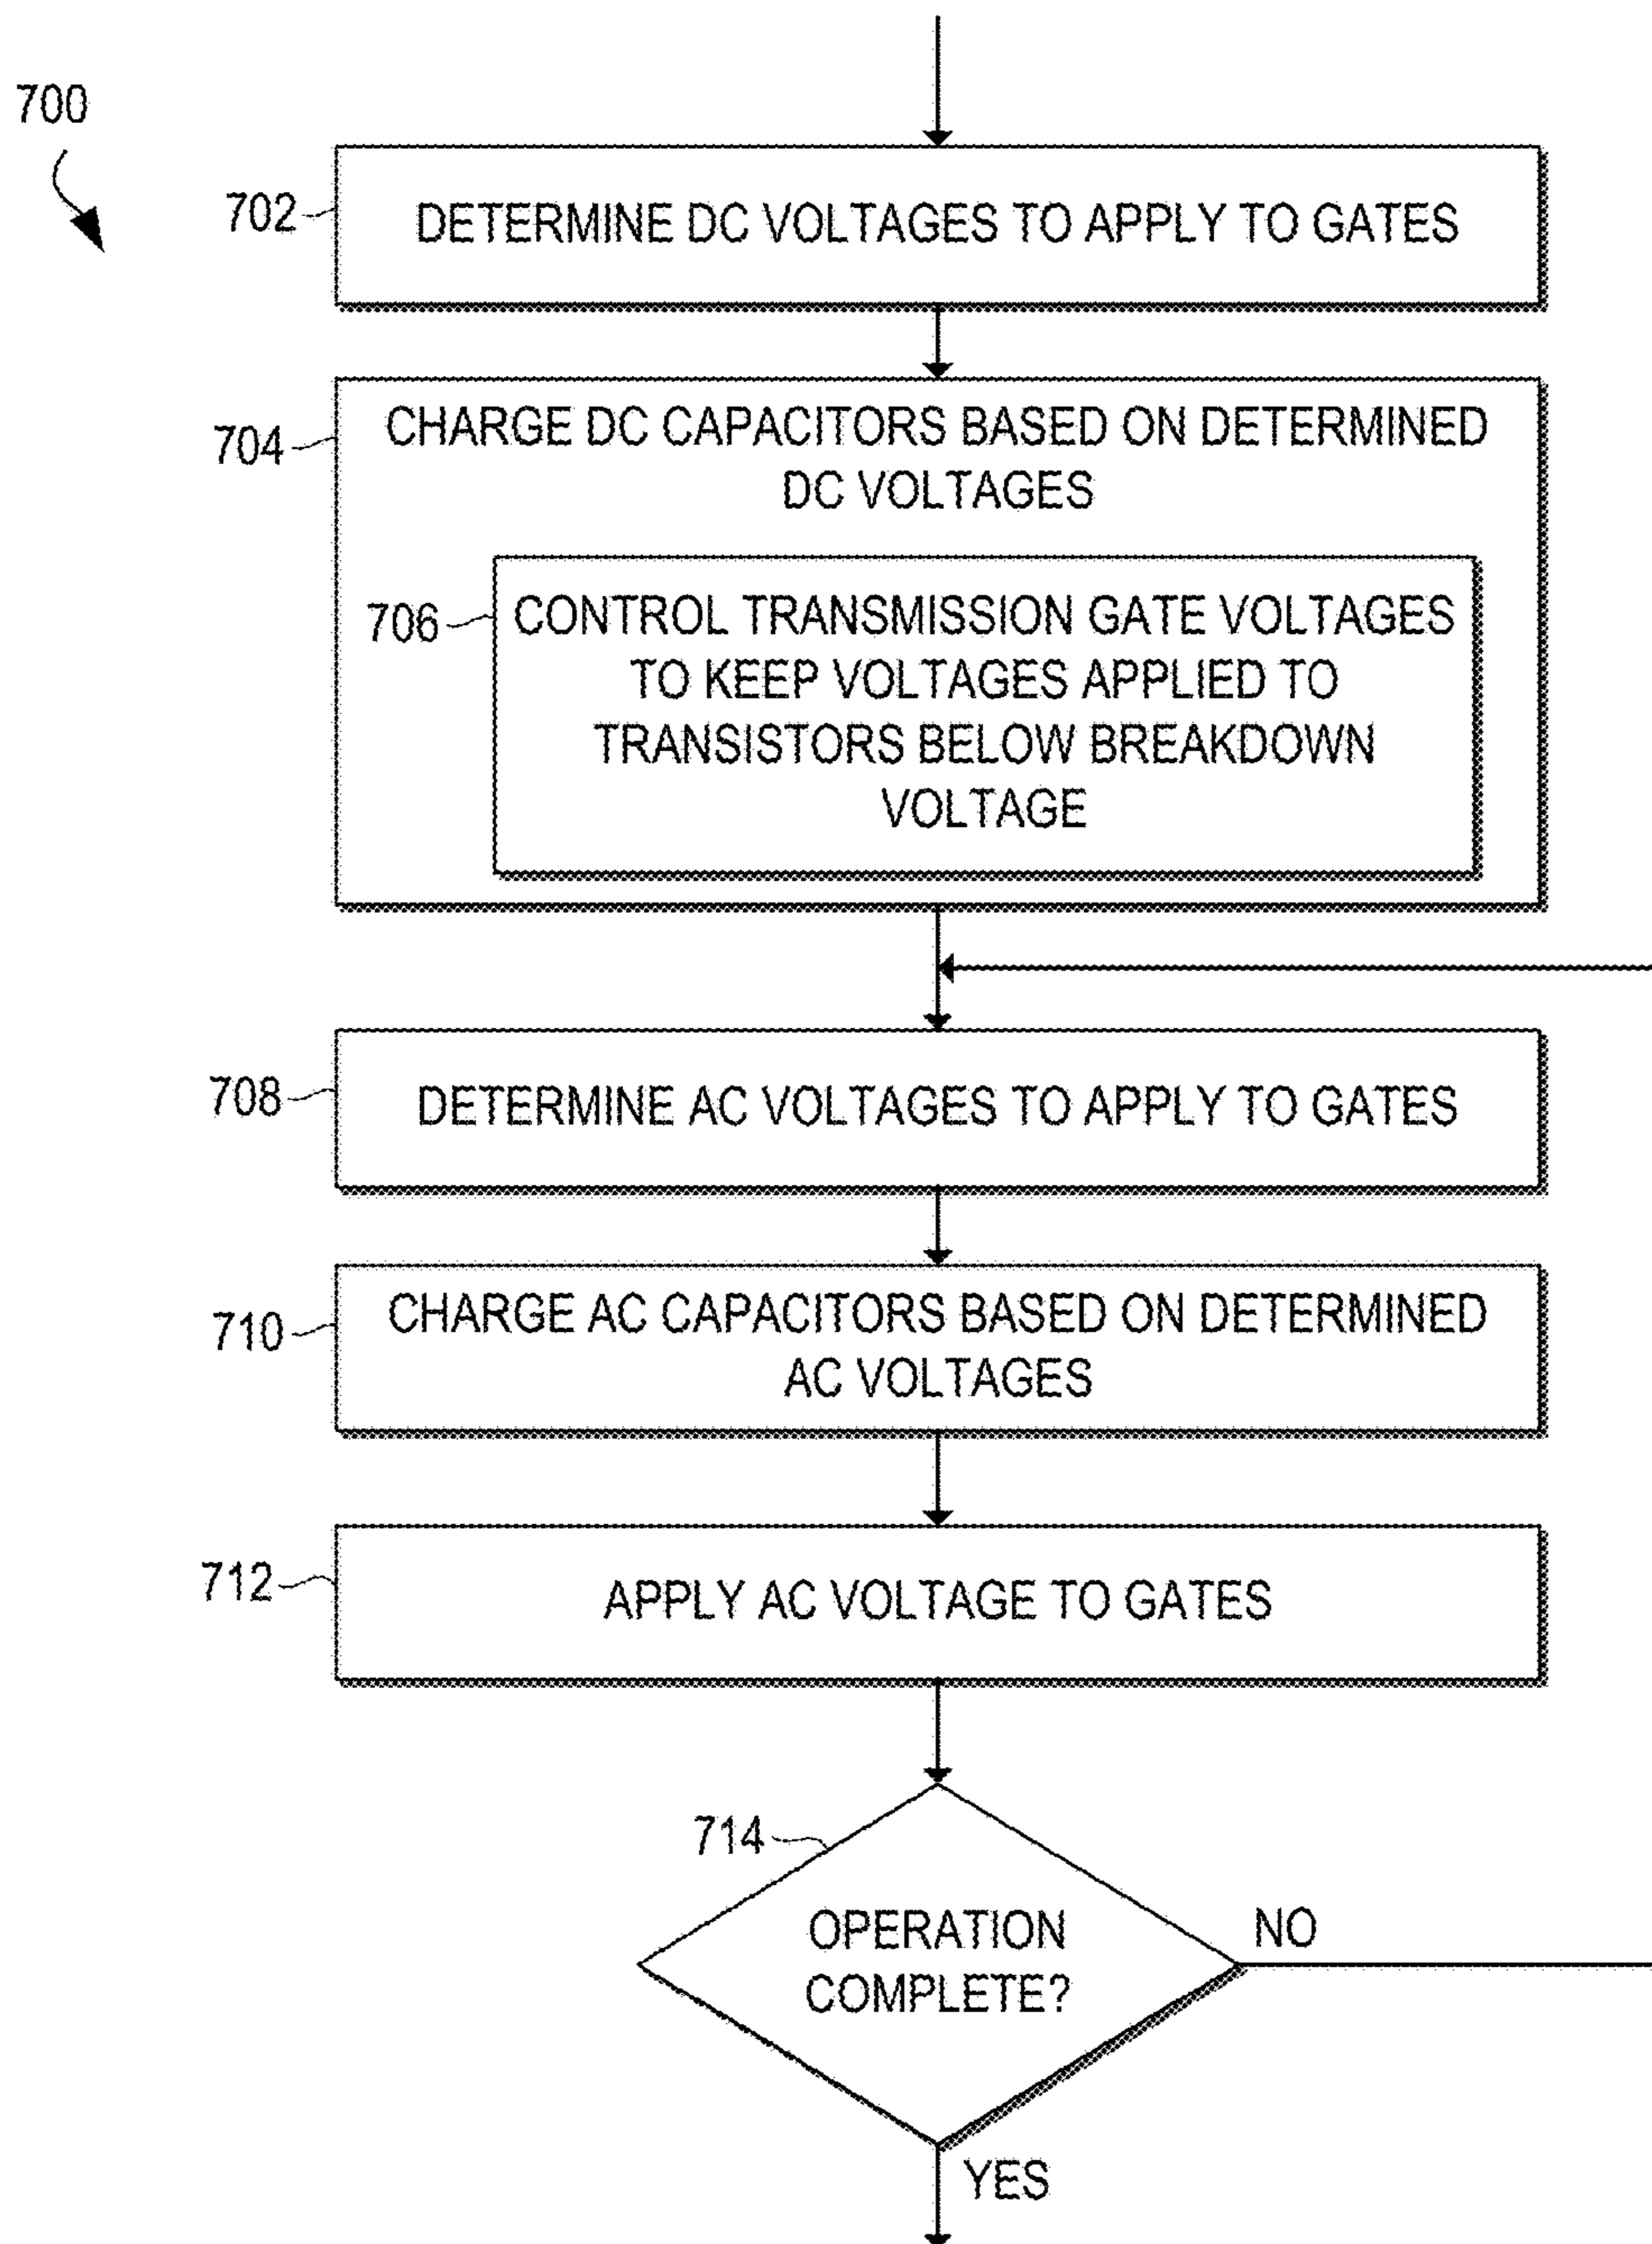 700
702
DETERMINE DC VOLTAGES TO APPLY TO GATES
704
CHARGE DC CAPACITORS BASED ON DETERMINED
DC VOLTAGES
706
CONTROL TRANSMISSION GATE VOLTAGES
TO KEEP VOLTAGES APPLIED TO
TRANSISTORS BELOW BREAKDOWN
VOLTAGE
708
DETERMINE AC VOLTAGES TO APPLY TO GATES
710
CHARGE AC CAPACITORS BASED ON DETERMINED
AC VOLTAGES
712
APPLY AC VOLTAGE TO GATES
714
OPERATION
COMPLETE?
NO
YES